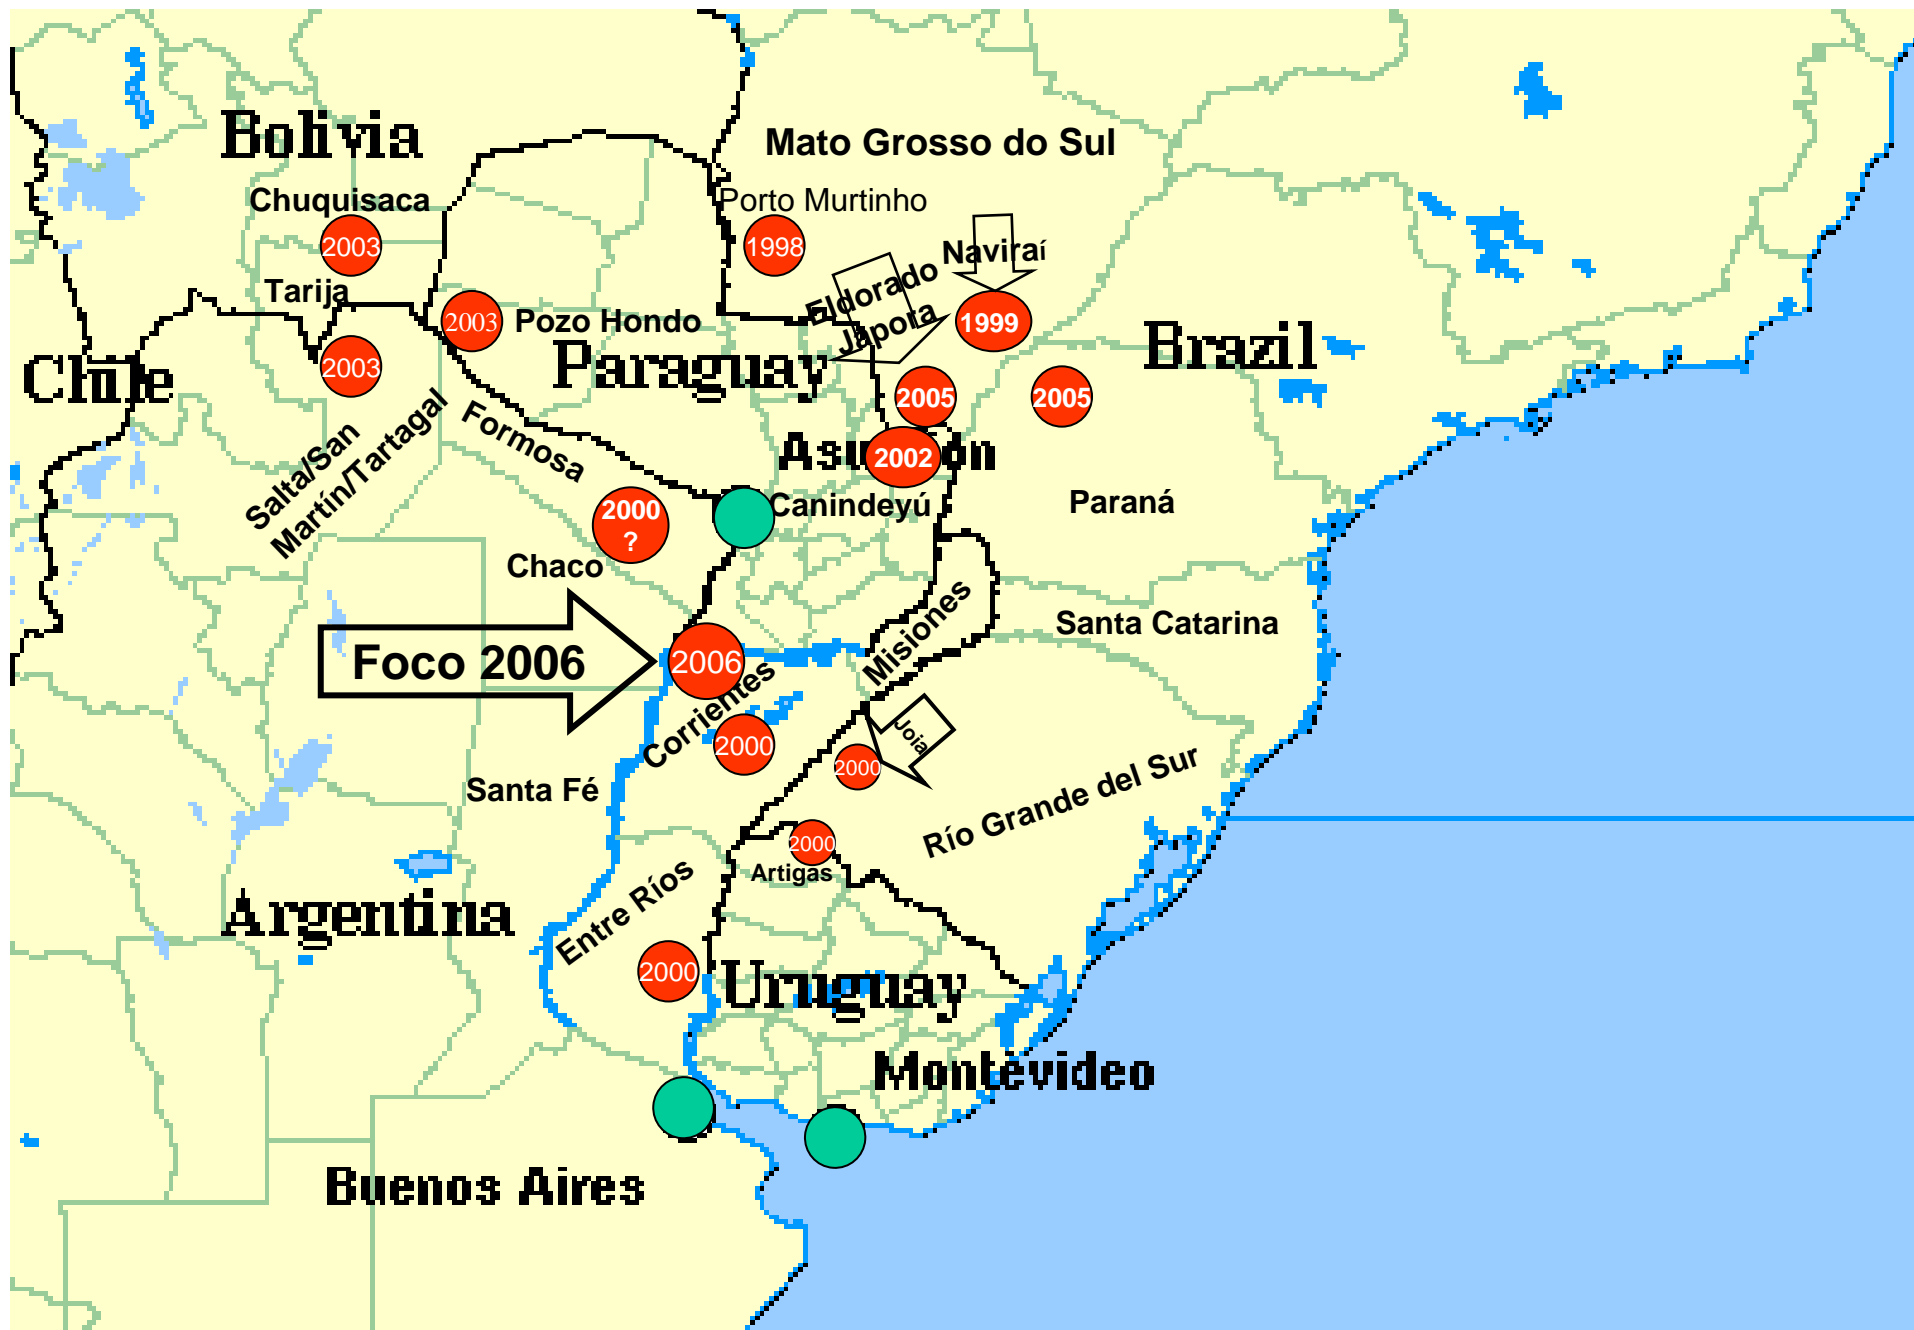 Bolivia
Mato Grosso do Sul
Chuquisaca
Porto Murtinho
2003
1998
Naviraí
Tarija
Eldorado
Japora
2003
Pozo Hondo
1999
Paraguay
Brazil
Chile
2003
2005
2005
Formosa
Salta/San
Martín/Tartagal
Asunción
2002
2000
?
Canindeyú
Paraná
Chaco
Misiones
Santa Catarina
Foco 2006
2006
Corrientes
2000
Joia
2000
Santa Fé
Río Grande del Sur
2000
Artigas
Entre Ríos
Argentina
2000
Uruguay
Montevideo
Buenos Aires